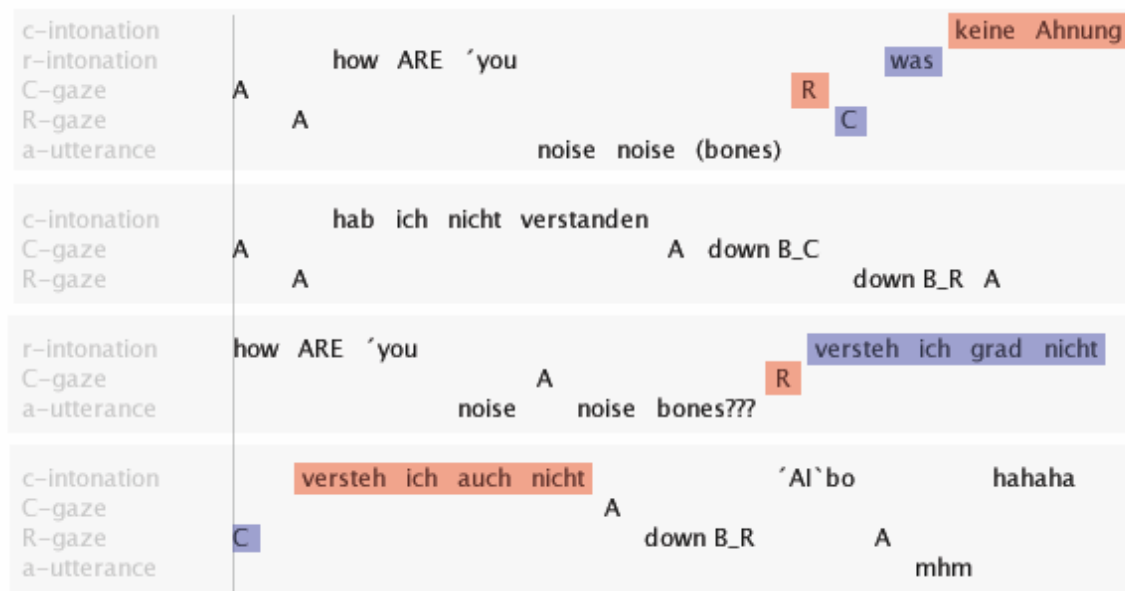 c-intonation keine Ahnung
r-intonation how ARE ´you was
C-gaze A R
R-gaze A C
a-utterance noise noise (bones)
c-intonation hab ich nicht verstanden
C-gaze A A down B_C
R-gaze A down B_R A
r-intonation how ARE ´you versteh ich grad nicht
C-gaze A R
a-utterance noise noise bones???
c-intonation versteh ich auch nicht ´AI`bo hahaha
C-gaze A
R-gaze C down B_R A
a-utterance mhm